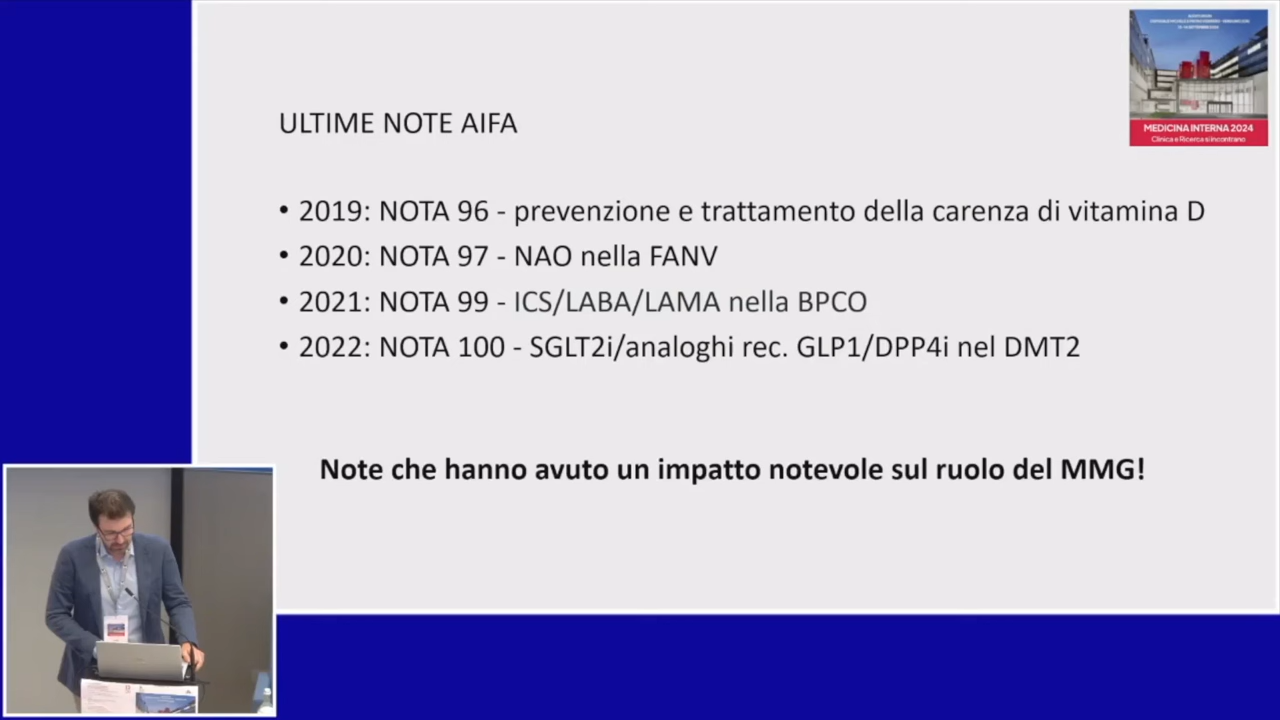 ULTIME NOTE AIFA
• 2019: NOTA 96 - prevenzione e trattamento della carenza di vitamina D
• 2020: NOTA 97 - NAO nella FANV
• 2021: NOTA 99 - ICS/LABA/LAMA nella BPCO
• 2022: NOTA 100 - SGLT2i/analoghi rec. GLP1/DPP4i nel DMT2
Note che hanno avuto un impatto notevole sul ruolo del MMG!
MEDICINA INTERNA 2024
Clinica e Ricerca si incontrano